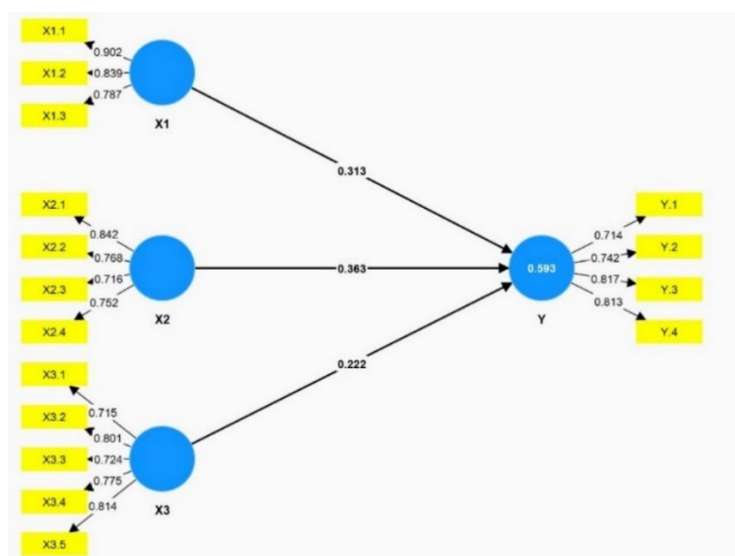 X1.1
0.902
X1.2
0.839
X1.3
0.787
X1
0.313
X2.1
0.842
X2.2
0.768
X2.3
0.716
X2.4
0.752
X2
0.363
Y
0.593
Y.1
0.714
Y.2
0.742
Y.3
0.817
Y.4
0.813
0.222
X3.1
0.715
X3.2
0.801
X3.3
0.724
X3.4
0.775
X3.5
0.814
X3